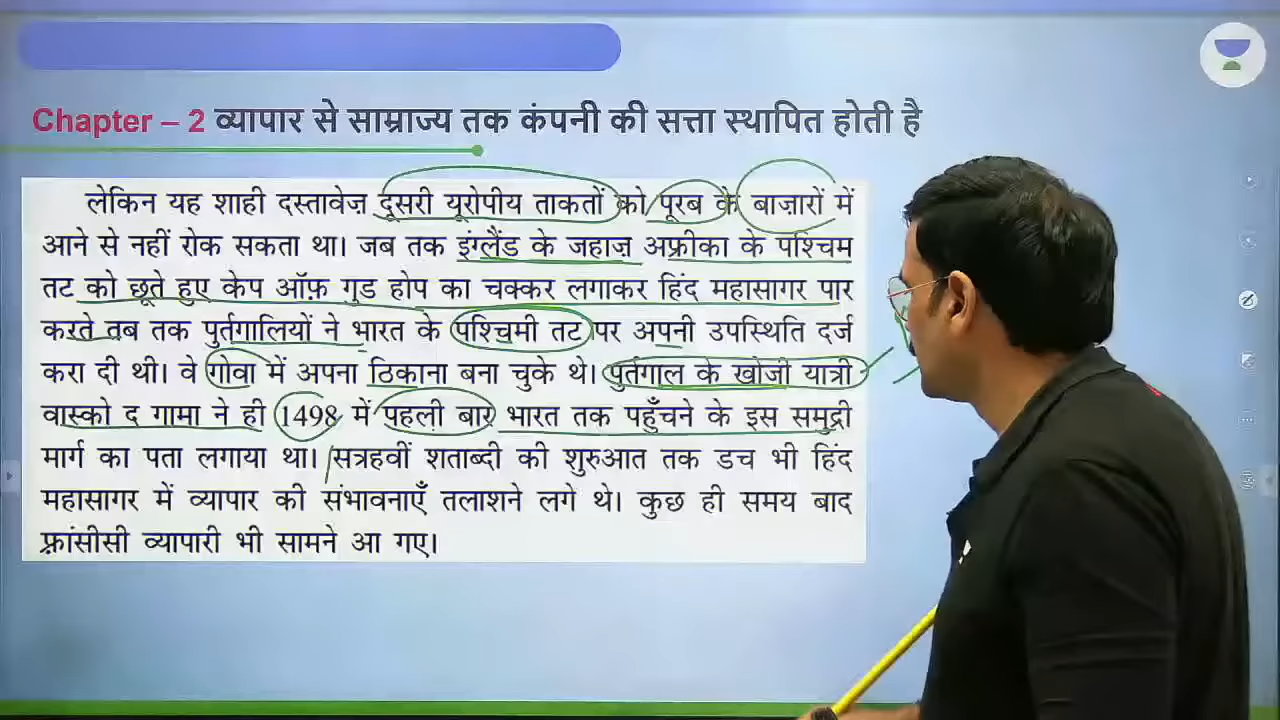 Chapter – 2 व्यापार से साम्राज्य तक कंपनी की सत्ता स्थापित होती है
लेकिन यह शाही दस्तावेज़ दूसरी यूरोपीय ताकतों को पूरब के बाज़ारों में
आने से नहीं रोक सकता था। जब तक इंग्लैंड के जहाज़ अफ्रीका के पश्चिम
तट को छूते हुए केप ऑफ़ गुड होप का चक्कर लगाकर हिंद महासागर पार
करते तब तक पुर्तगालियों ने भारत के पश्चिमी तट पर अपनी उपस्थिति दर्ज
करा दी थी। वे गोवा में अपना ठिकाना बना चुके थे। पुर्तगाल के खोजी यात्री
वास्को द गामा ने ही 1498 में पहली बार भारत तक पहुँचने के इस समुद्री
मार्ग का पता लगाया था। सत्रहवीं शताब्दी की शुरुआत तक डच भी हिंद
महासागर में व्यापार की संभावनाएँ तलाशने लगे थे। कुछ ही समय बाद
फ़्रांसीसी व्यापारी भी सामने आ गए।